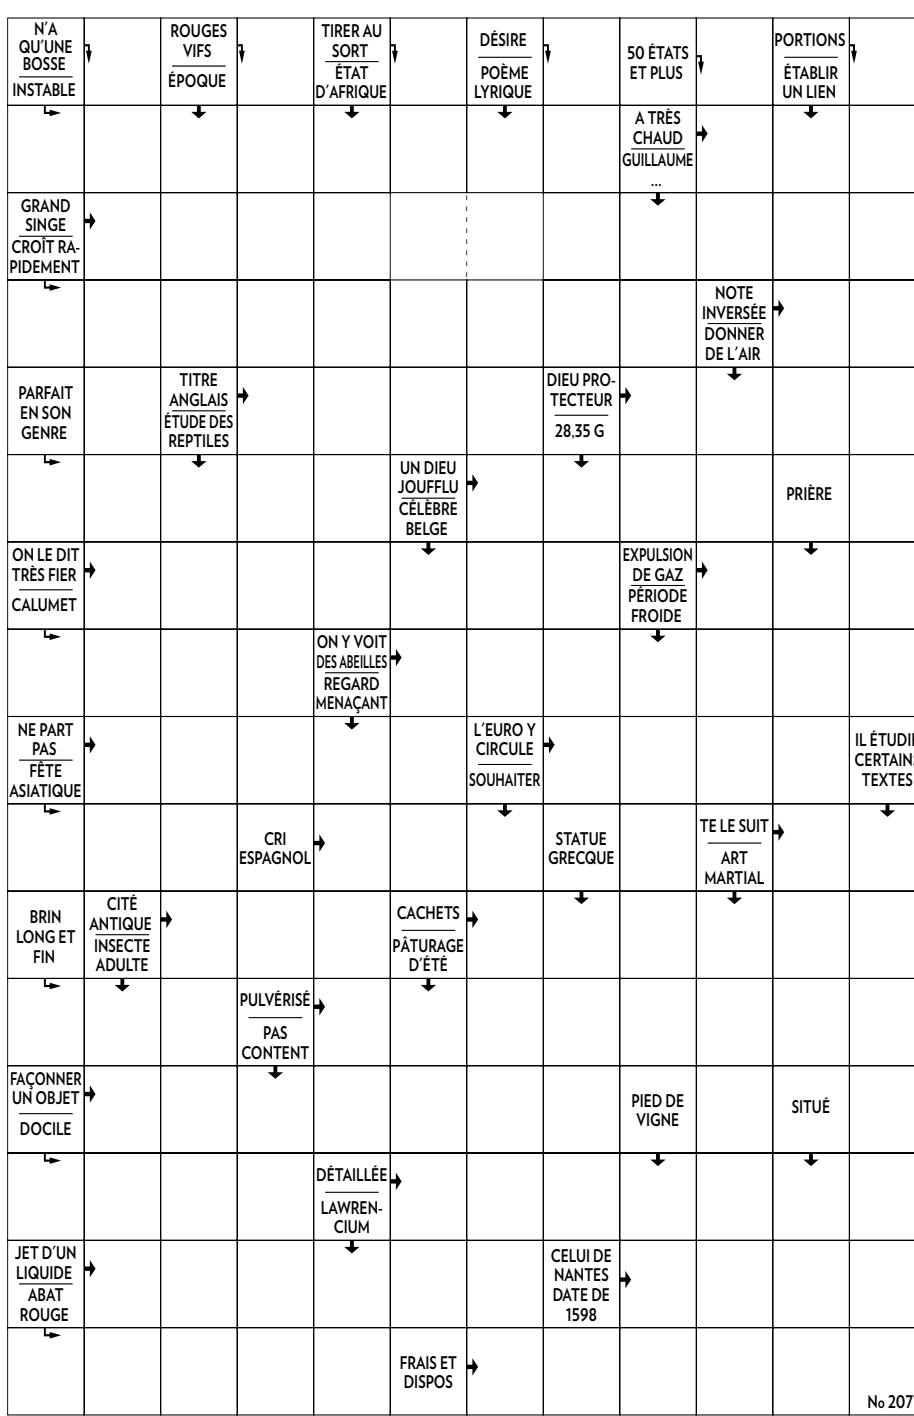 N'A
QU'UNE
BOSSE
INSTABLE
ROUGES
VIFS
ÉPOQUE
TIRER AU
SORT
ÉTAT
D'AFRIQUE
DÉSIRE
POÈME
LYRIQUE
50 ÉTATS
ET PLUS
PORTIONS
ÉTABLIR
UN LIEN
A TRÈS
CHAUD
GUILLAUME
...
GRAND
SINGE
CROÎT RA-
PIDEMENT
NOTE
INVERSÉE
DONNER
DE L'AIR
PARFAIT
EN SON
GENRE
TITRE
ANGLAIS
ÉTUDE DES
REPTILES
DIEU PRO-
TECTEUR
28,35 G
UN DIEU
JOUFFLU
CÉLÈBRE
BELGE
PRIÈRE
ON LE DIT
TRÈS FIER
CALUMET
EXPULSION
DE GAZ
PÉRIODE
FROIDE
ON Y VOIT
DES ABEILLES
REGARD
MENAÇANT
NE PART
PAS
FÊTE
ASIATIQUE
L'EURO Y
CIRCULE
SOUHAITER
IL ÉTUDIE
CERTAINS
TEXTES
CRI
ESPAGNOL
STATUE
GRECQUE
TE LE SUIT
ART
MARTIAL
BRIN
LONG ET
FIN
CITÉ
ANTIQUE
INSECTE
ADULTE
CACHETS
PÂTURAGE
D'ÉTÉ
PULVÉRISÉ
PAS
CONTENT
FAÇONNER
UN OBJET
DOCILE
PIED DE
VIGNE
SITUÉ
DÉTAILLÉE
LAWREN-
CIUM
JET D'UN
LIQUIDE
ABAT
ROUGE
CELUI DE
NANTES
DATE DE
1598
FRAIS ET
DISPOS
No 207